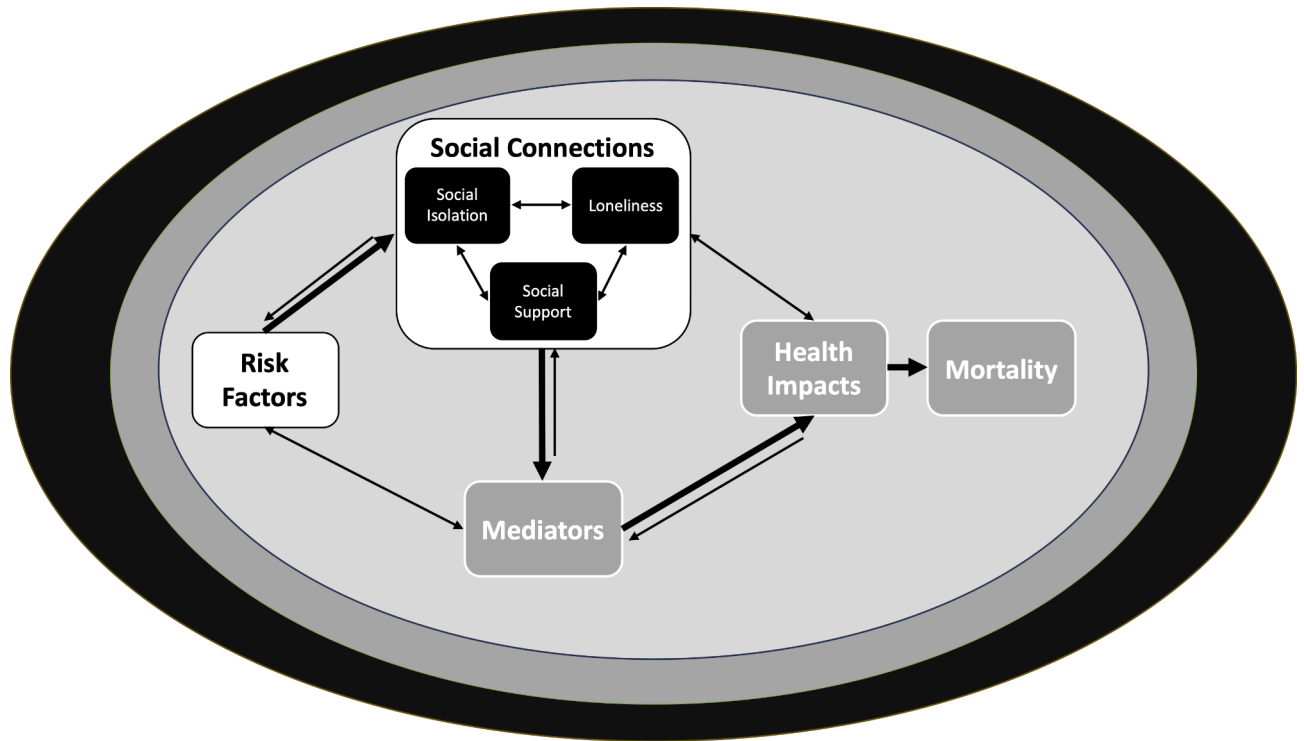 Social Connections
Social
Isolation
Loneliness
Social
Support
Risk
Factors
Health
Impacts
Mortality
Mediators